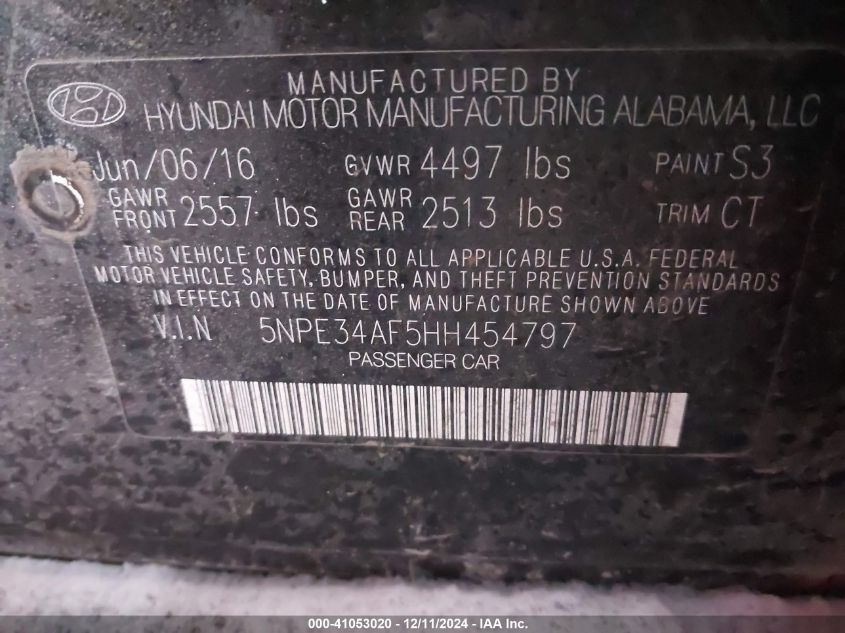 MANUFACTURED BY
HYUNDAI MOTOR MANUFACTURING ALABAMA, LLC
Jun/06/16 GVWR 4497 lbs PAINT S3
GAWR FRONT 2557 lbs GAWR REAR 2513 lbs TRIM CT
THIS VEHICLE CONFORMS TO ALL APPLICABLE U.S.A. FEDERAL
MOTOR VEHICLE SAFETY, BUMPER, AND THEFT PREVENTION STANDARDS
IN EFFECT ON THE DATE OF MANUFACTURE SHOWN ABOVE
V.I.N 5NPE34AF5HH454797
PASSENGER CAR
000-41053020 - 12/11/2024 - IAA Inc.